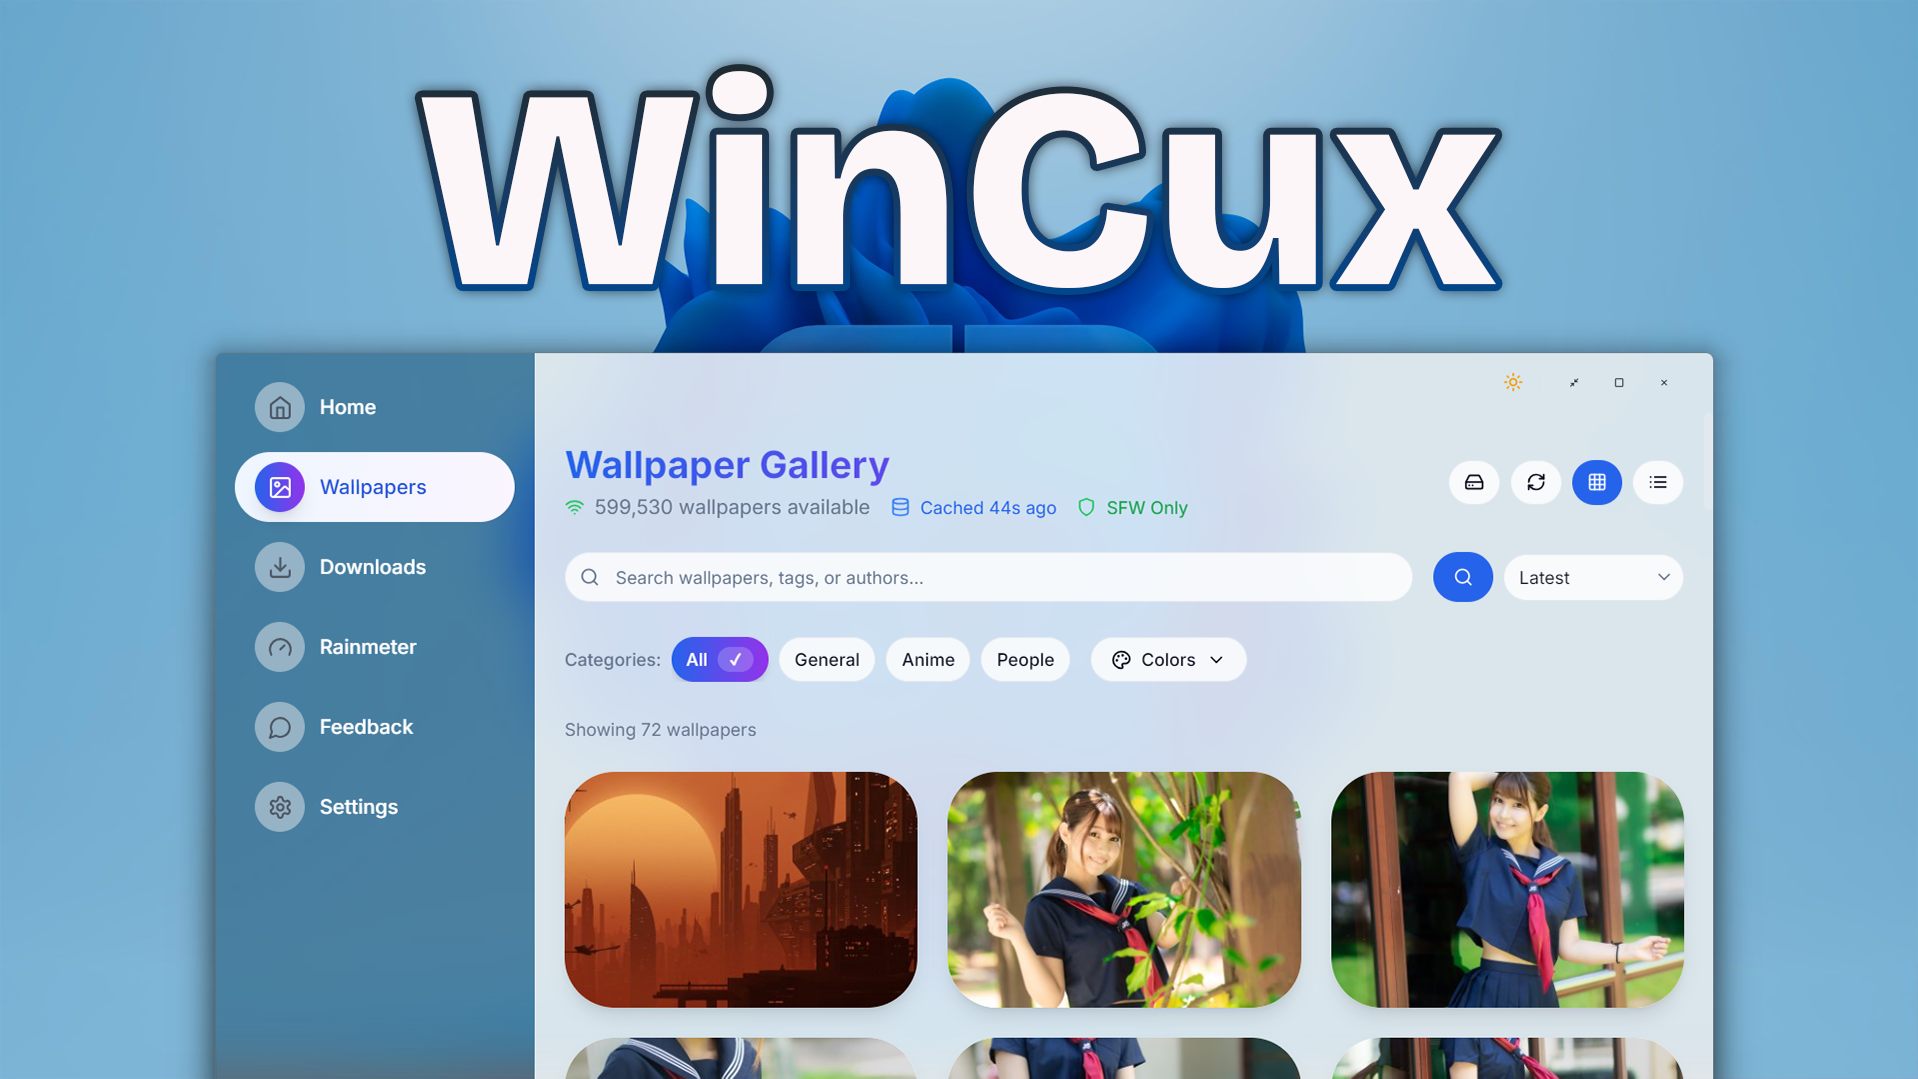 WinCux
Home
Wallpapers
Downloads
Rainmeter
Feedback
Settings
Wallpaper Gallery
599,530 wallpapers available Cached 44s ago SFW Only
Search wallpapers, tags, or authors...
Latest
Categories: All General Anime People Colors
Showing 72 wallpapers